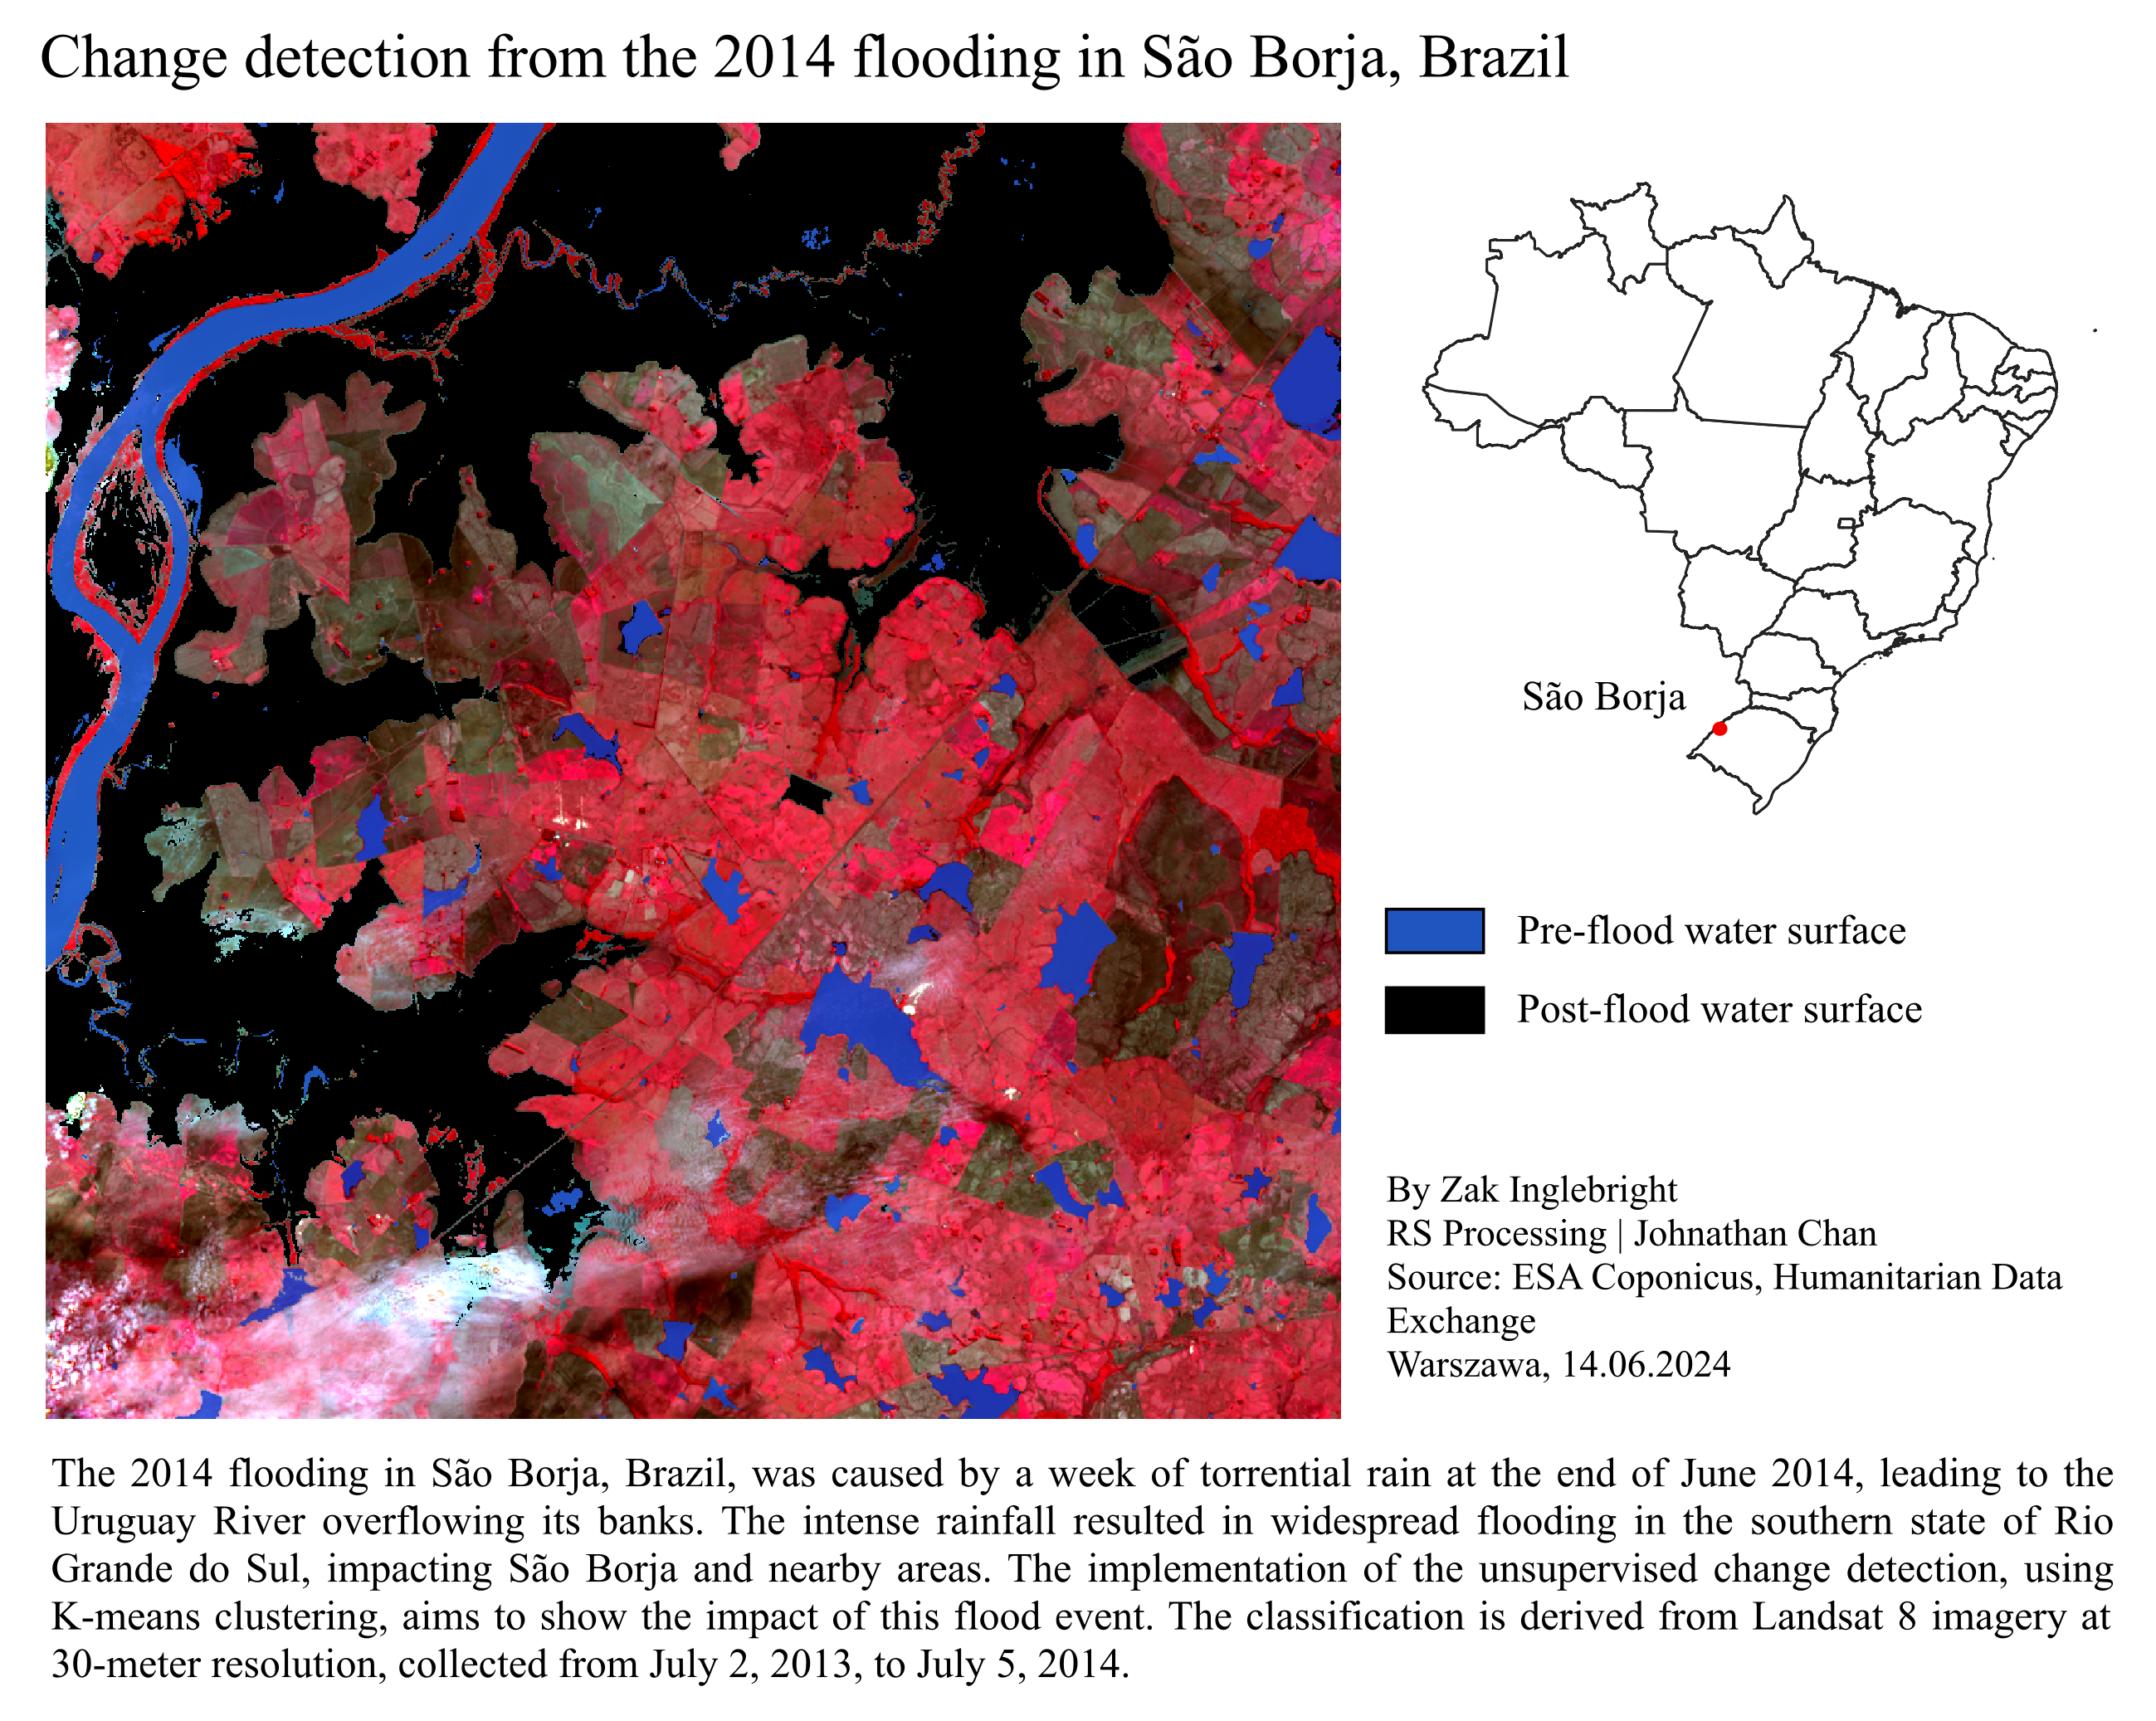 Change detection from the 2014 flooding in São Borja, Brazil
São Borja
Pre-flood water surface
Post-flood water surface
By Zak Inglebright
RS Processing | Johnathan Chan
Source: ESA Coponicus, Humanitarian Data
Exchange
Warszawa, 14.06.2024
The 2014 flooding in São Borja, Brazil, was caused by a week of torrential rain at the end of June 2014, leading to the
Uruguay River overflowing its banks. The intense rainfall resulted in widespread flooding in the southern state of Rio
Grande do Sul, impacting São Borja and nearby areas. The implementation of the unsupervised change detection, using
K-means clustering, aims to show the impact of this flood event. The classification is derived from Landsat 8 imagery at
30-meter resolution, collected from July 2, 2013, to July 5, 2014.